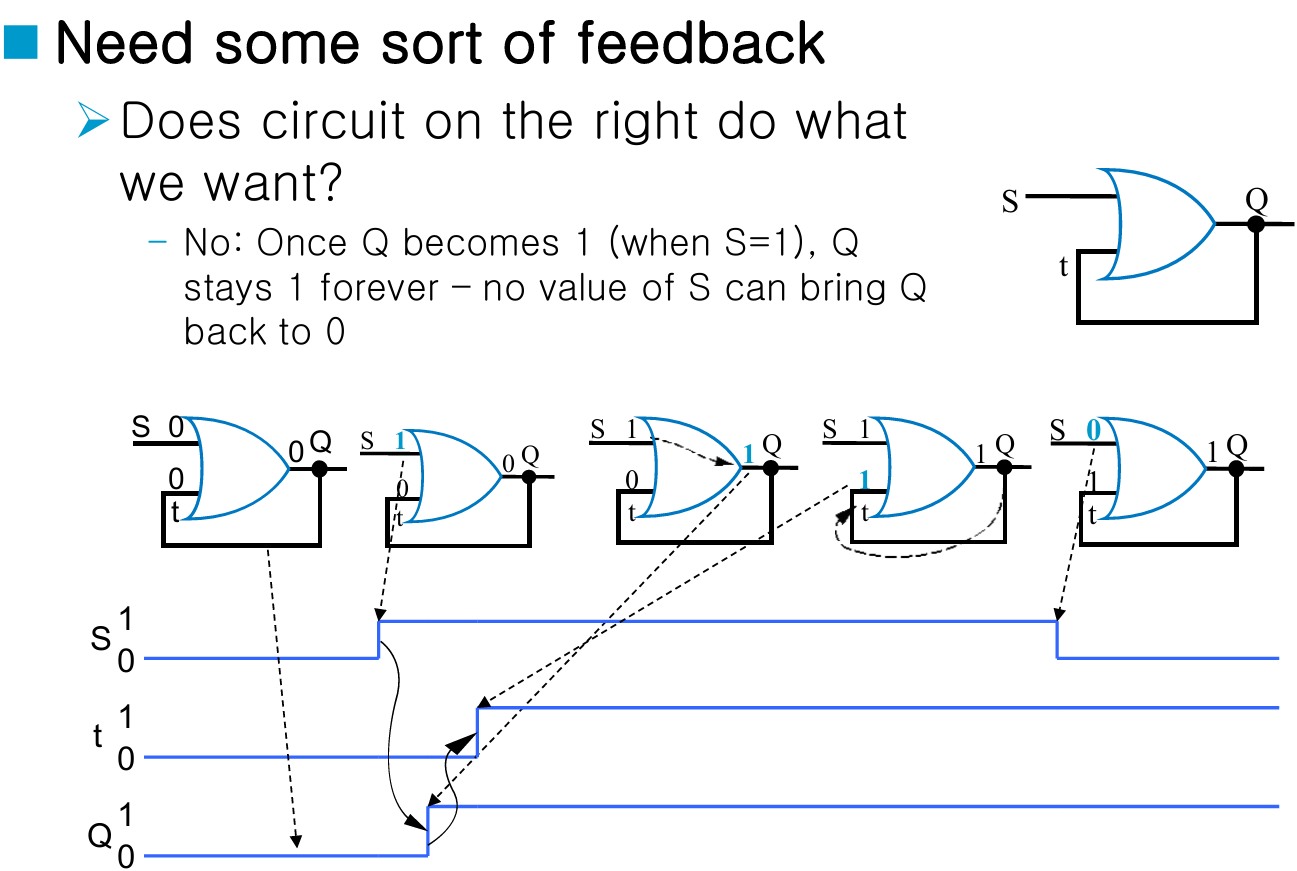 Need some sort of feedback
Does circuit on the right do what
we want?
– No: Once Q becomes 1 (when S=1), Q
stays 1 forever – no value of S can bring Q
back to 0
S
Q
t
S 0 0 Q
0
t
S 1 0 Q
0
t
S 1 1 Q
0
t
S 1 1 Q
1
t
S 0 1 Q
1
t
S 1
0
t 1
0
Q 1
0